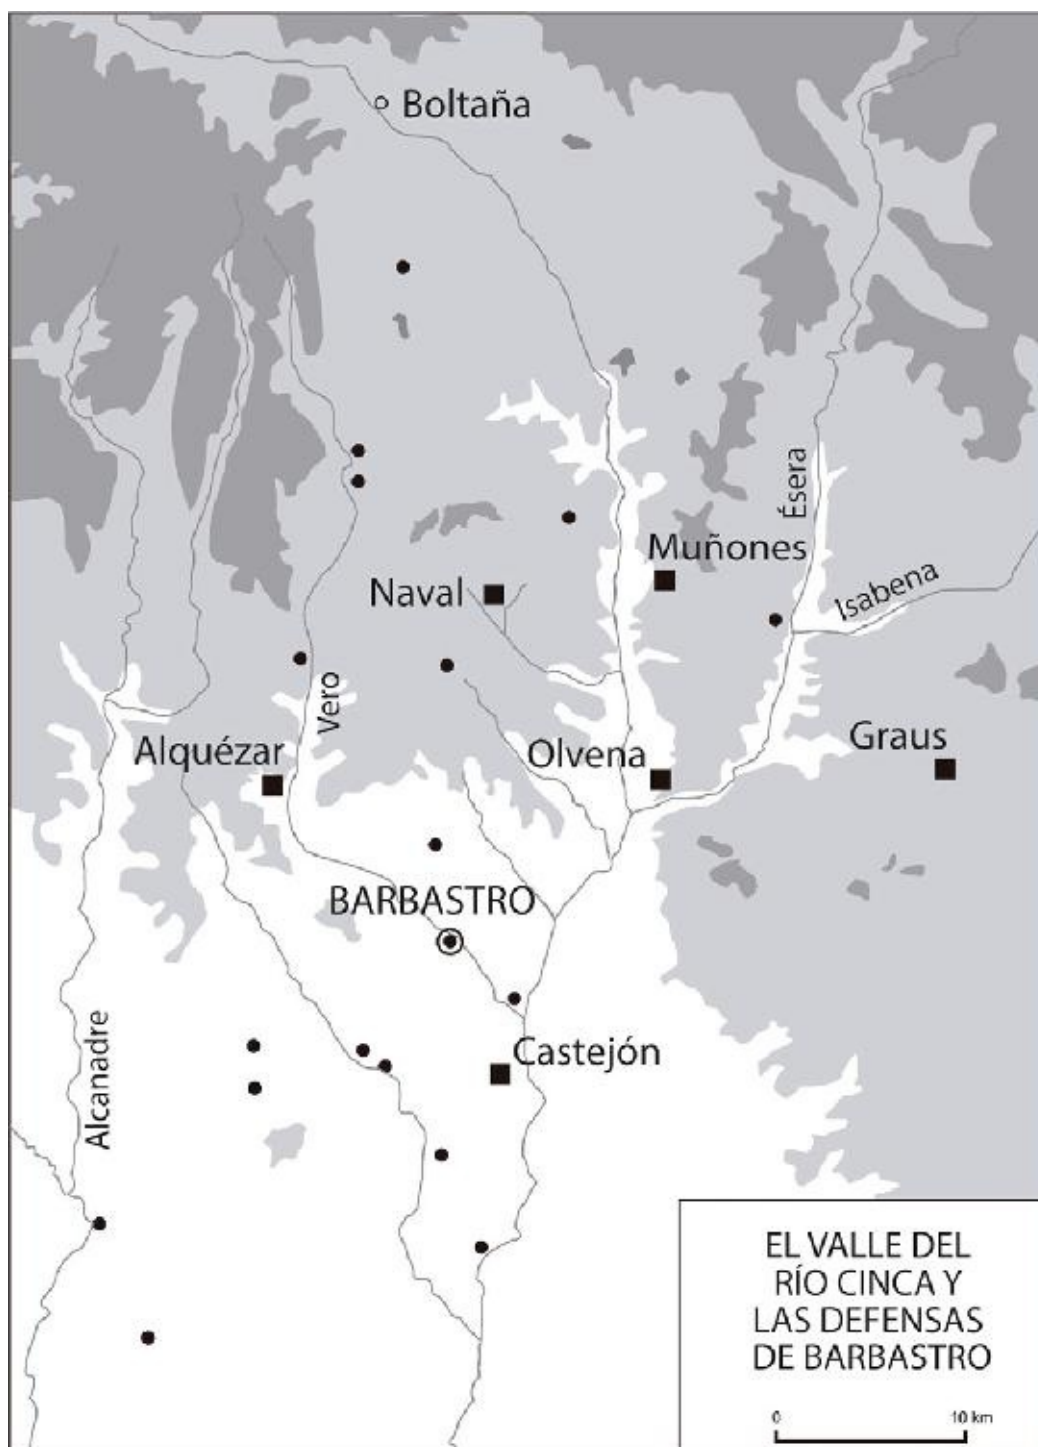 Boltaña
Ésera
Muñones
Isabena
Naval
Vero
Graus
Alquézar
Olvena
BARBASTRO
Alcanadre
Castejón
EL VALLE DEL
RÍO CINCA Y
LAS DEFENSAS
DE BARBASTRO
0 10 km